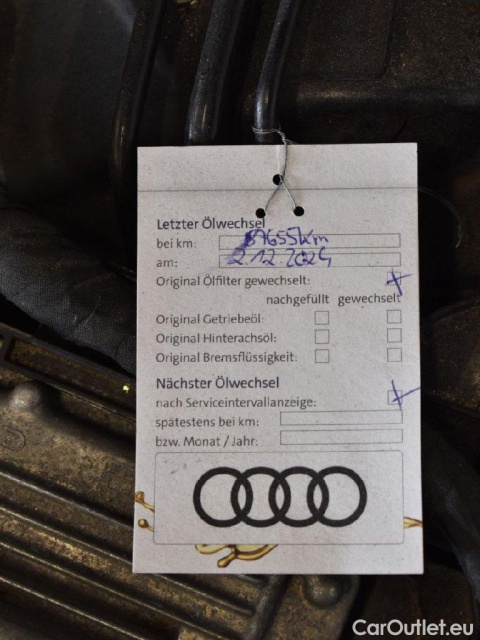 Letzter Ölwechsel
bei km: 89655km
am: 2.12.2024
Original Ölfilter gewechselt:
nachgefüllt gewechselt
Original Getriebeöl:
Original Hinterachsöl:
Original Bremsflüssigkeit:
Nächster Ölwechsel
nach Serviceintervallanzeige:
spätestens bei km:
bzw. Monat / Jahr:
CarOutlet.eu